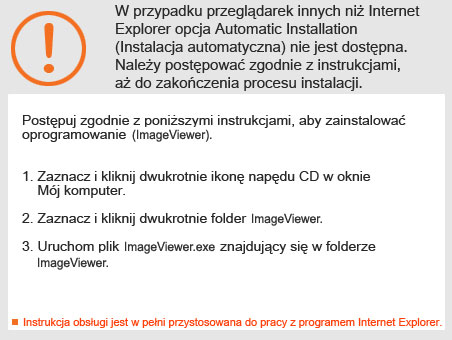 W przypadku przeglądarek innych niż Internet
Explorer opcja Automatic Installation
(Instalacja automatyczna) nie jest dostępna.
Należy postępować zgodnie z instrukcjami,
aż do zakończenia procesu instalacji.
Postępuj zgodnie z poniższymi instrukcjami, aby zainstalować
oprogramowanie (ImageViewer).
1. Zaznacz i kliknij dwukrotnie ikonę napędu CD w oknie
Mój komputer.
2. Zaznacz i kliknij dwukrotnie folder ImageViewer.
3. Uruchom plik ImageViewer.exe znajdujący się w folderze
ImageViewer.
Instrukcja obsługi jest w pełni przystosowana do pracy z programem Internet Explorer.